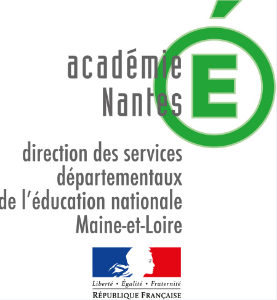 académie
Nantes
É
direction des services
départementaux
de l'éducation nationale
Maine-et-Loire
Liberté • Égalité • Fraternité
RÉPUBLIQUE FRANÇAISE